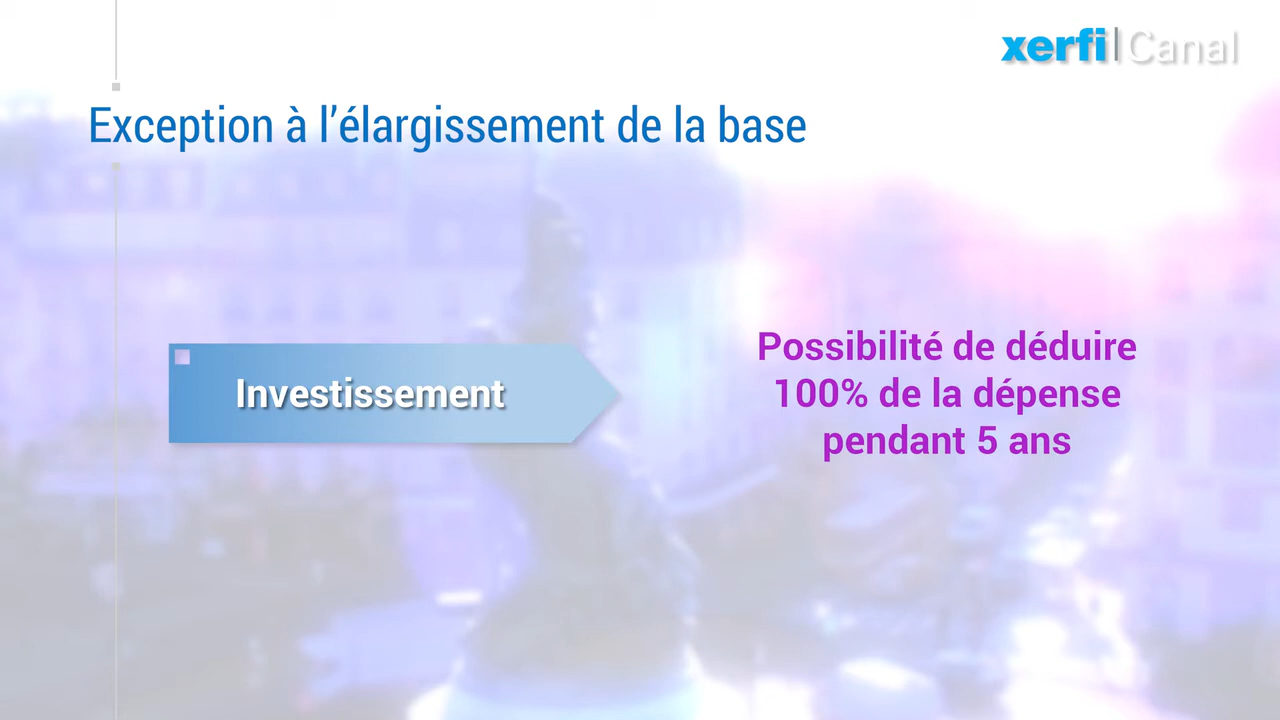 xerfi|Canal
Exception à l’élargissement de la base
Investissement
Possibilité de déduire
100% de la dépense
pendant 5 ans